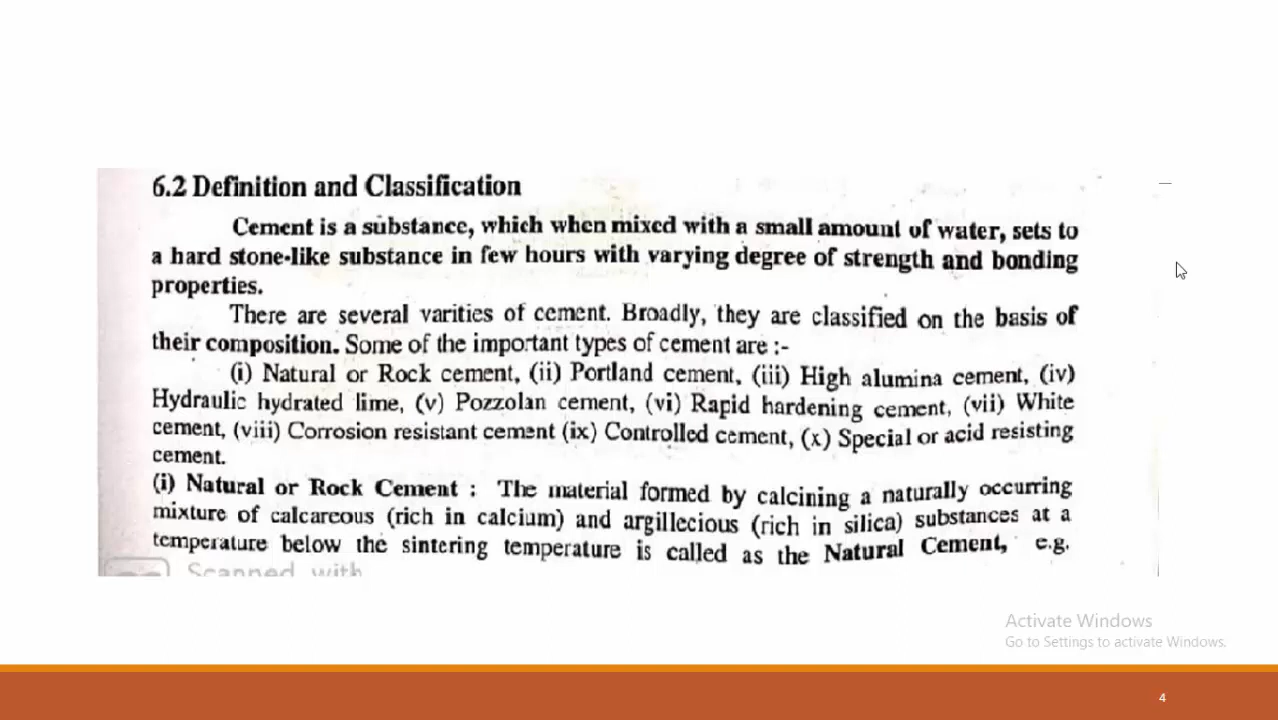 6.2 Definition and Classification
Cement is a substance, which when mixed with a small amount of water, sets to
a hard stone-like substance in few hours with varying degree of strength and bonding
properties.
There are several varities of cement. Broadly, they are classified on the basis of
their composition. Some of the important types of cement are :-
(i) Natural or Rock cement, (ii) Portland cement, (iii) High alumina cement, (iv)
Hydraulic hydrated lime, (v) Pozzolan cement, (vi) Rapid hardening cement, (vii) White
cement, (viii) Corrosion resistant cement (ix) Controlled cement, (x) Special or acid resisting
cement.
(i) Natural or Rock Cement : The material formed by calcining a naturally occurring
mixture of calcareous (rich in calcium) and argillecious (rich in silica) substances at a
temperature below the sintering temperature is called as the Natural Cement, e.g.
Scanned with
Activate Windows
Go to Settings to activate Windows.
4